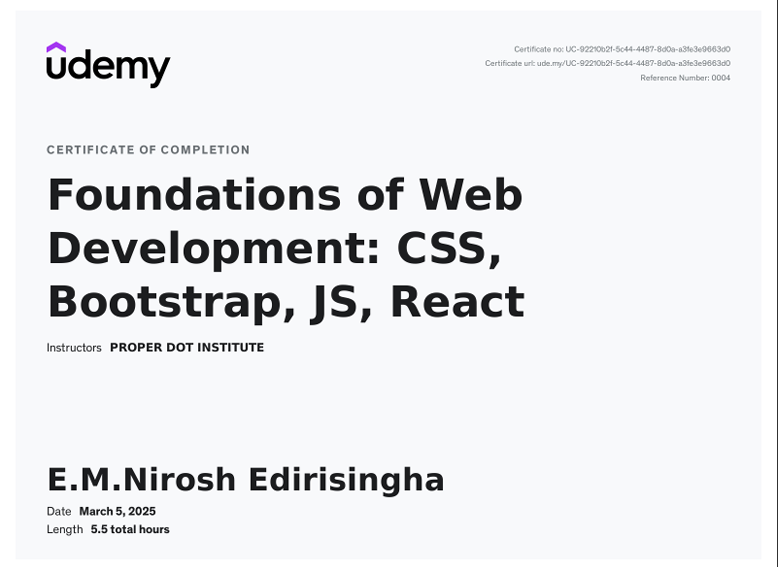 udemy
Certificate no: UC-92210b2f-5c44-4487-8d0a-a3fe3e9663d0
Certificate url: ude.my/UC-92210b2f-5c44-4487-8d0a-a3fe3e9663d0
Reference Number: 0004
CERTIFICATE OF COMPLETION
Foundations of Web
Development: CSS,
Bootstrap, JS, React
Instructors PROPER DOT INSTITUTE
E.M.Nirosh Edirisingha
Date March 5, 2025
Length 5.5 total hours